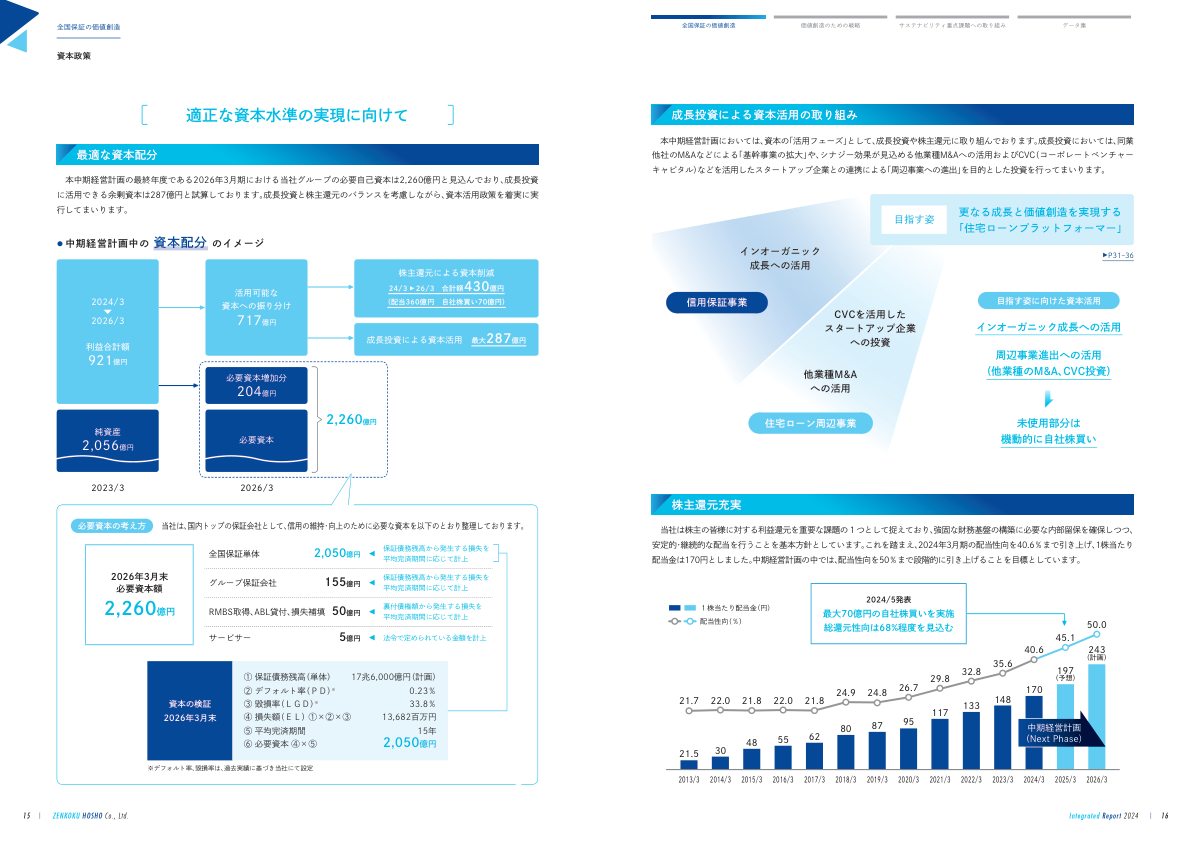 全国保証の価値創造
資本政策
適正な資本水準の実現に向けて
最適な資本配分
本中期経営計画の最終年度である2026年3月期における当社グループの必要自己資本は2,260億円と見込んでおり、成長投資
に活用できる余剰資本は287億円と試算しております。成長投資と株主還元のバランスを考慮しながら、資本活用政策を着実に実
行してまいります。
●中期経営計画中の 資本配分 のイメージ
2024/3
2026/3
利益合計額
921億円
純資産
2,056億円
2023/3
活用可能な
資本への振り分け
717億円
必要資本増加分
204億円
必要資本
2026/3
2,260億円
株主還元による資本削減
24/3▶26/3 合計額430億円
(配当360億円 自社株買い70億円)
成長投資による資本活用 最大287億円
必要資本の考え方
当社は、国内トップの保証会社として、信用の維持・向上のために必要な資本を以下のとおり整理しております。
2026年3月末
必要資本額
2,260億円
全国保証単体 2,050億円 ◀ 保証債務残高から発生する損失を
平均完済期間に応じて計上
グループ保証会社 155億円 ◀ 保証債務残高から発生する損失を
平均完済期間に応じて計上
RMBS取得、ABL貸付、損失補填 50億円 ◀ 裏付債権額から発生する損失を
平均完済期間に応じて計上
サービサー 5億円 ◀ 法令で定められている金額を計上
資本の検証
2026年3月末
① 保証債務残高(単体) 17兆6,000億円(計画)
② デフォルト率(PD)※ 0.23%
③ 毀損率(LGD)※ 33.8%
④ 損失額(EL) ①×②×③ 13,682百万円
⑤ 平均完済期間 15年
⑥ 必要資本 ④×⑤ 2,050億円
※デフォルト率、毀損率は、過去実績に基づき当社にて設定
15 | ZENKOKU HOSHO Co., Ltd.
全国保証の価値創造
価値創造のための戦略
サステナビリティ重点課題への取り組み
データ集
成長投資による資本活用の取り組み
本中期経営計画においては、資本の「活用フェーズ」として、成長投資や株主還元に取り組んでおります。成長投資においては、同業
他社のM&Aなどによる「基幹事業の拡大」や、シナジー効果が見込める他業種M&Aへの活用およびCVC(コーポレートベンチャー
キャピタル)などを活用したスタートアップ企業との連携による「周辺事業への進出」を目的とした投資を行ってまいります。
目指す姿
更なる成長と価値創造を実現する
「住宅ローンプラットフォーマー」
▶P31-36
インオーガニック
成長への活用
信用保証事業
CVCを活用した
スタートアップ企業
への投資
他業種M&A
への活用
住宅ローン周辺事業
目指す姿に向けた資本活用
インオーガニック成長への活用
周辺事業進出への活用
(他業種のM&A、CVC投資)
未使用部分は
機動的に自社株買い
株主還元充実
当社は株主の皆様に対する利益還元を重要な課題の1つとして捉えており、強固な財務基盤の構築に必要な内部留保を確保しつつ、
安定的・継続的な配当を行うことを基本方針としています。これを踏まえ、2024年3月期の配当性向を40.6%まで引き上げ、1株当たり
配当金は170円としました。中期経営計画の中では、配当性向を50%まで段階的に引き上げることを目標としています。
1株当たり配当金(円)
配当性向(%)
2024/5発表
最大70億円の自社株買いを実施
総還元性向は68%程度を見込む
21.7 22.0 21.8 22.0 21.8 24.9 24.8 26.7 29.8 32.8 35.6 40.6 45.1 50.0
21.5 30 48 55 62 80 87 95 117 133 148 170 197 243
(予想) (計画)
中期経営計画
(Next Phase)
2013/3 2014/3 2015/3 2016/3 2017/3 2018/3 2019/3 2020/3 2021/3 2022/3 2023/3 2024/3 2025/3 2026/3
Integrated Report 2024 | 16